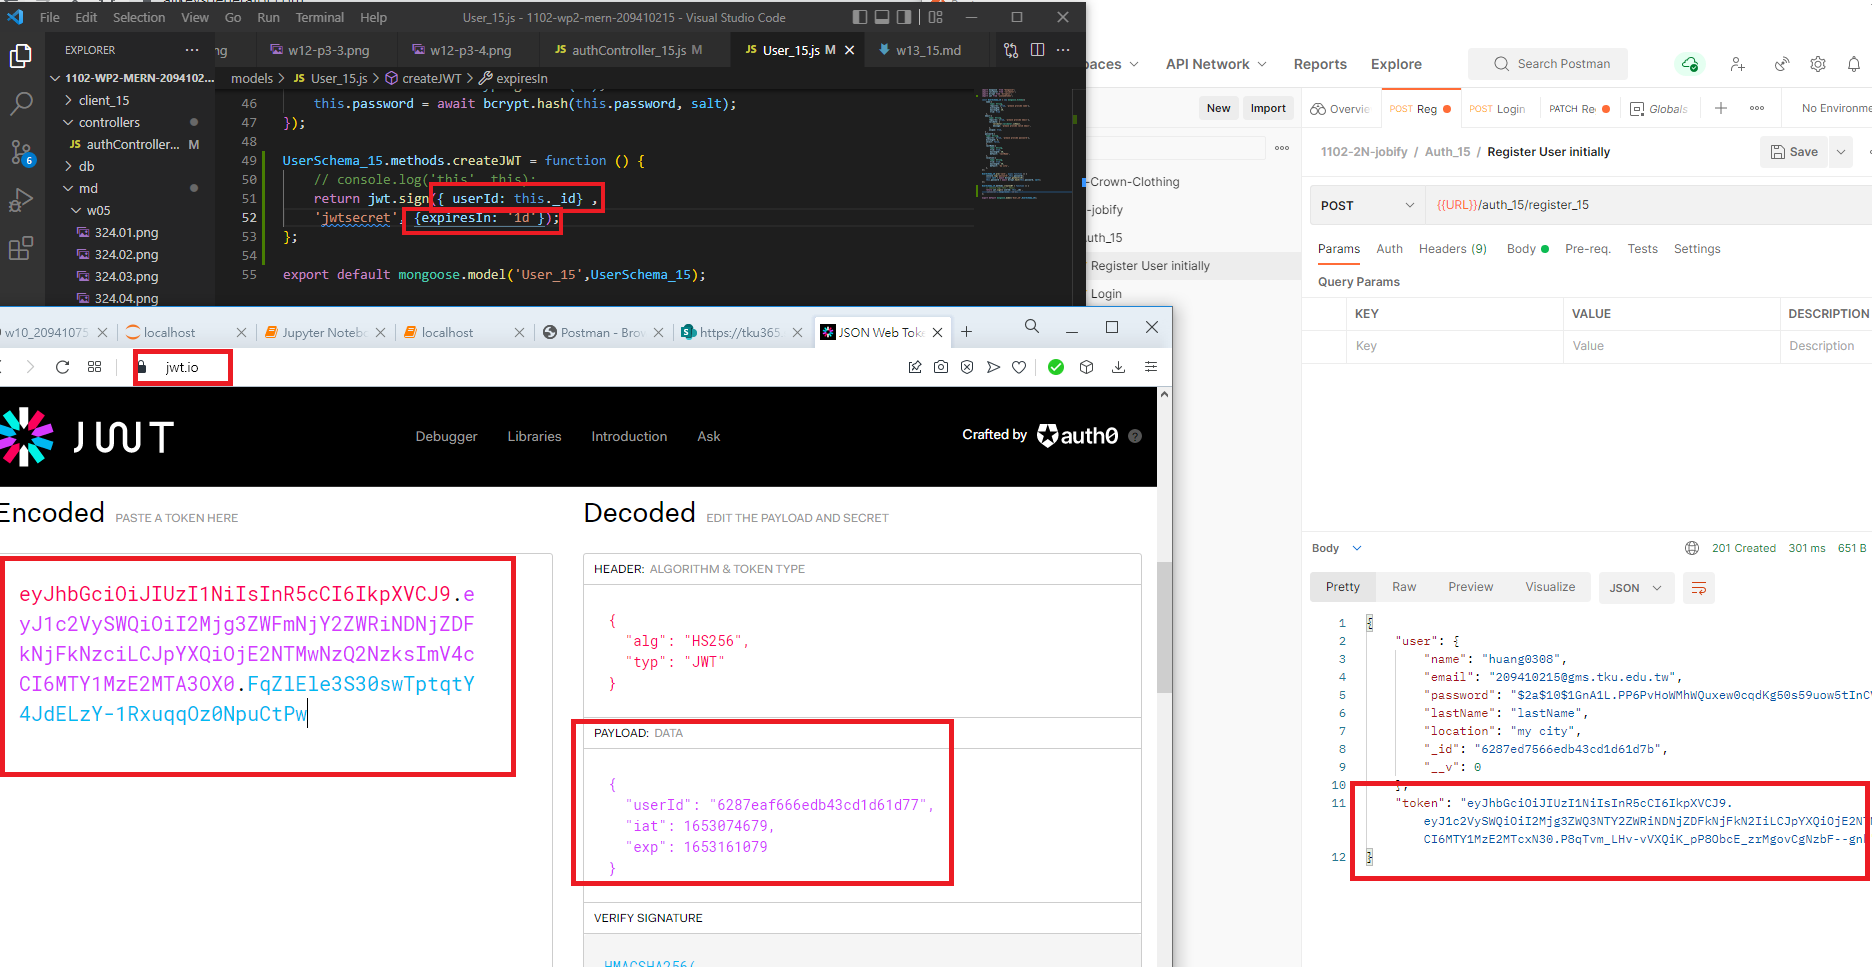 File Edit Selection View Go Run Terminal Help User_15.js - 1102-wp2-mern-209410215 - Visual Studio Code
EXPLORER ...
ng w12-p3-3.png w12-p3-4.png JS authController_15.js M JS User_15.js M w13_15.md
1102-WP2-MERN-2094102...
client_15
controllers
JS authController... M
db
md
w05
324.01.png
324.02.png
324.03.png
324.04.png
6
models > JS User_15.js > createJWT > expiresIn
46 this.password = await bcrypt.hash(this.password, salt);
47 });
48
49 UserSchema_15.methods.createJWT = function () {
50 // console.log('this', this);
51 return jwt.sign({ userId: this._id} ,
52 'jwtsecret', {expiresIn: '1d'});
53 };
54
55 export default mongoose.model('User_15',UserSchema_15);
w10_20941075 localhost Jupyter Notebo localhost Postman - Brow https://tku365. JSON Web Toke
jwt.io
JWT
Debugger Libraries Introduction Ask
Crafted by auth0 ?
Encoded PASTE A TOKEN HERE
eyJhbGciOiJIUzI1NiIsInR5cCI6IkpXVCJ9.e
yJ1c2VySWQiOiI2Mjg3ZWFmNjY2ZWRiNDNjZDF
kNjFkNzciLCJpYXQiOjE2NTMwNzQ2NzksImV4c
CI6MTY1MzE2MTA3OX0.FqZlEle3S30swTptqtY
4JdELzY-1RxuqqOz0NpuCtPw
Decoded EDIT THE PAYLOAD AND SECRET
HEADER: ALGORITHM & TOKEN TYPE
{
"alg": "HS256",
"typ": "JWT"
}
PAYLOAD: DATA
{
"userId": "6287eaf666edb43cd1d61d77",
"iat": 1653074679,
"exp": 1653161079
}
VERIFY SIGNATURE
HMACSHA256(
paces API Network Reports Explore Search Postman
New Import
Overvie POST Reg POST Login PATCH Re Globals + ... No Environme
-Crown-Clothing
-jobify
uth_15
Register User initially
Login
1102-2N-jobify / Auth_15 / Register User initially Save
POST {{URL}}/auth_15/register_15
Params Auth Headers (9) Body Pre-req. Tests Settings
Query Params
KEY VALUE DESCRIPTION
Key Value Description
Body 201 Created 301 ms 651 B
Pretty Raw Preview Visualize JSON
1 {
2 "user": {
3 "name": "huang0308",
4 "email": "209410215@gms.tku.edu.tw",
5 "password": "$2a$10$1GnA1L.PP6PvHoWMhWQuxew0cqdKg50s59uow5tInC
6 "lastName": "lastName",
7 "location": "my city",
8 "_id": "6287ed7566edb43cd1d61d7b",
9 "__v": 0
10 },
11 "token": "eyJhbGciOiJIUzI1NiIsInR5cCI6IkpXVCJ9.
eyJ1c2VySWQiOiI2Mjg3ZWQ3NTY2ZWRiNDNjZDFkNjFkN2IiLCJpYXQiOjE2NT
CI6MTY1MzE2MTcxN30.P8qTvm_LHv-vVXQiK_pP8ObcE_zrMgovCgNzbF--gn
12 }